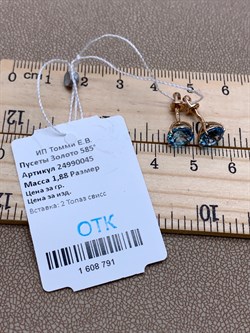 ИП Томми Е.В.
Пусеты Золото 585°
Артикул 24990045
Масса 1,88 Размер
Цена за гр.
Цена за изд.
Вставка: 2 Топаз свисс
ОТК
1 608 791